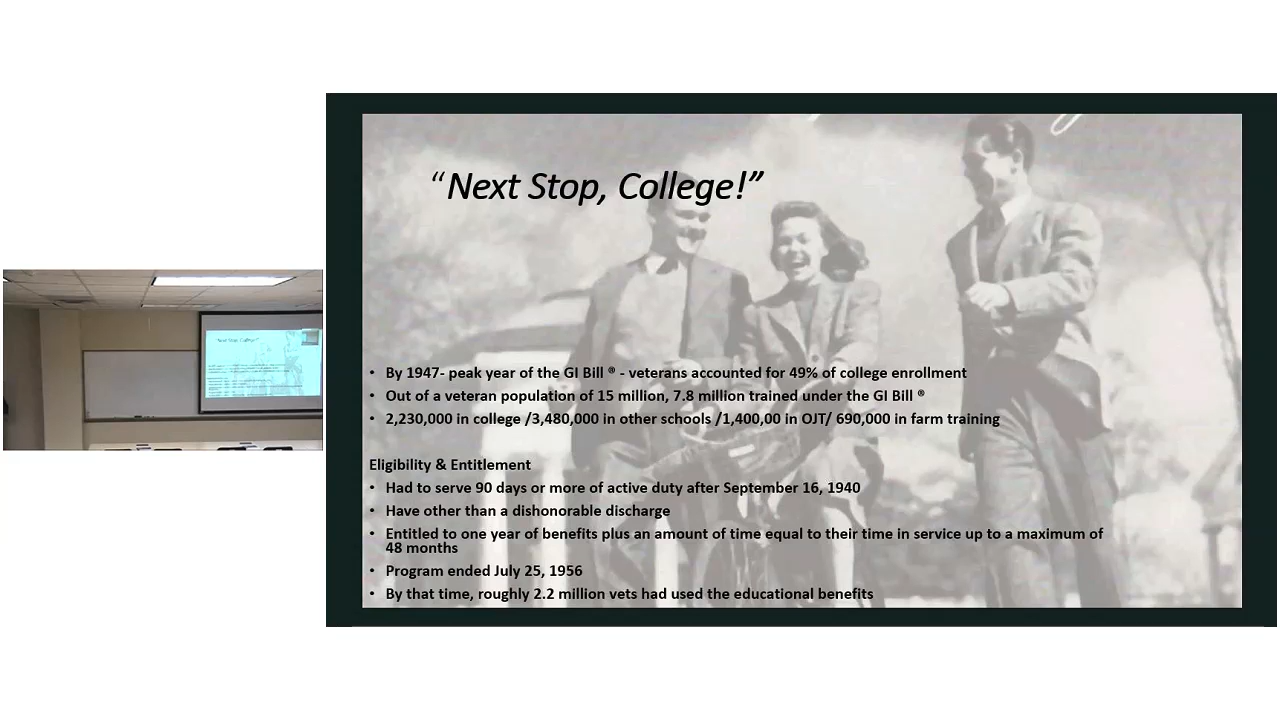 “Next Stop, College!”
• By 1947- peak year of the GI Bill ® - veterans accounted for 49% of college enrollment
• Out of a veteran population of 15 million, 7.8 million trained under the GI Bill ®
• 2,230,000 in college /3,480,000 in other schools /1,400,00 in OJT/ 690,000 in farm training
Eligibility & Entitlement
• Had to serve 90 days or more of active duty after September 16, 1940
• Have other than a dishonorable discharge
• Entitled to one year of benefits plus an amount of time equal to their time in service up to a maximum of
48 months
• Program ended July 25, 1956
• By that time, roughly 2.2 million vets had used the educational benefits